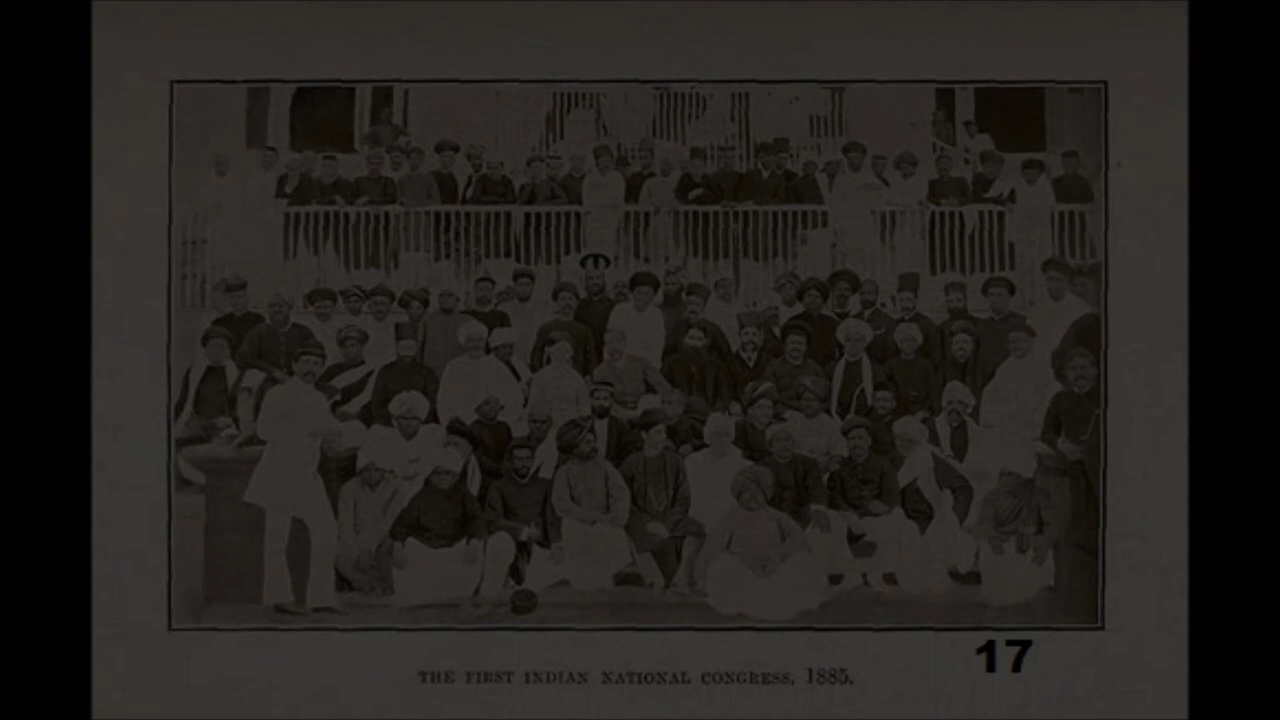 17
THE FIRST INDIAN NATIONAL CONGRESS, 1885.